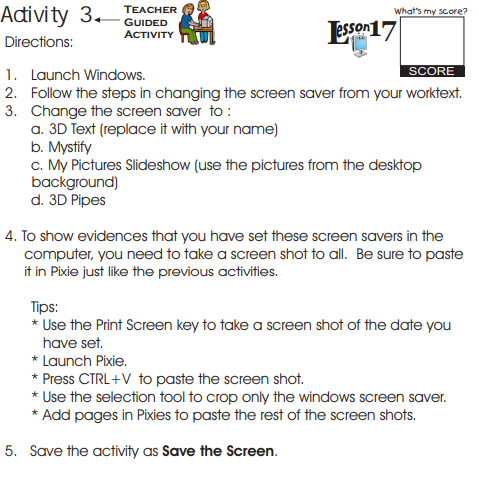 Activity 3
TEACHER
GUIDED
ACTIVITY
Lesson17
What's my score?
SCORE
Directions:
1. Launch Windows.
2. Follow the steps in changing the screen saver from your worktext.
3. Change the screen saver to :
a. 3D Text (replace it with your name)
b. Mystify
c. My Pictures Slideshow (use the pictures from the desktop
background)
d. 3D Pipes
4. To show evidences that you have set these screen savers in the
computer, you need to take a screen shot to all. Be sure to paste
it in Pixie just like the previous activities.
Tips:
* Use the Print Screen key to take a screen shot of the date you
have set.
* Launch Pixie.
* Press CTRL+V to paste the screen shot.
* Use the selection tool to crop only the windows screen saver.
* Add pages in Pixies to paste the rest of the screen shots.
5. Save the activity as Save the Screen.